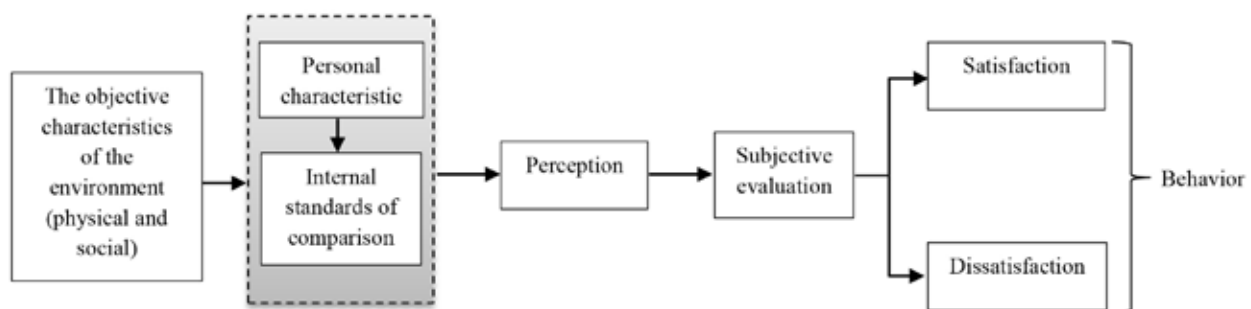 The objective
characteristics
of the
environment
(physical and
social)
Personal
characteristic
Internal
standards of
comparison
Perception
Subjective
evaluation
Satisfaction
Dissatisfaction
Behavior